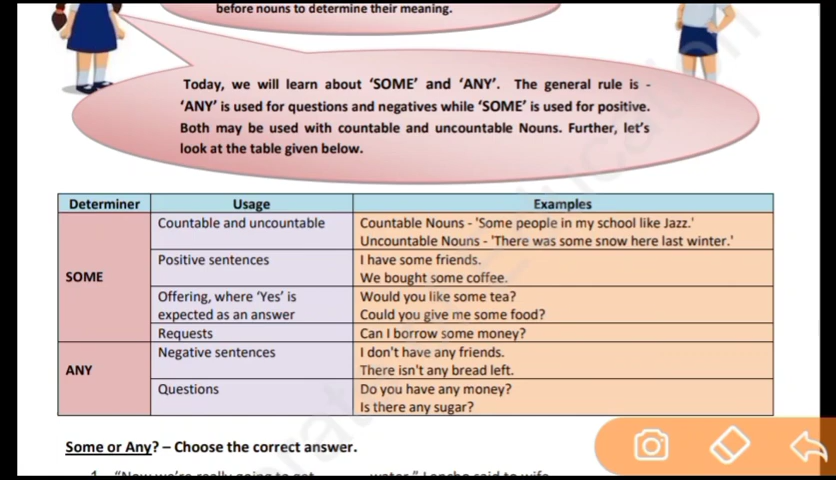 before nouns to determine their meaning.
Today, we will learn about ‘SOME’ and ‘ANY’. The general rule is -
‘ANY’ is used for questions and negatives while ‘SOME’ is used for positive.
Both may be used with countable and uncountable Nouns. Further, let’s
look at the table given below.
Determiner Usage Examples
SOME
Countable and uncountable
Countable Nouns - 'Some people in my school like Jazz.'
Uncountable Nouns - 'There was some snow here last winter.'
Positive sentences
I have some friends.
We bought some coffee.
Offering, where ‘Yes’ is
expected as an answer
Would you like some tea?
Could you give me some food?
Requests
Can I borrow some money?
ANY
Negative sentences
I don't have any friends.
There isn't any bread left.
Questions
Do you have any money?
Is there any sugar?
Some or Any? – Choose the correct answer.